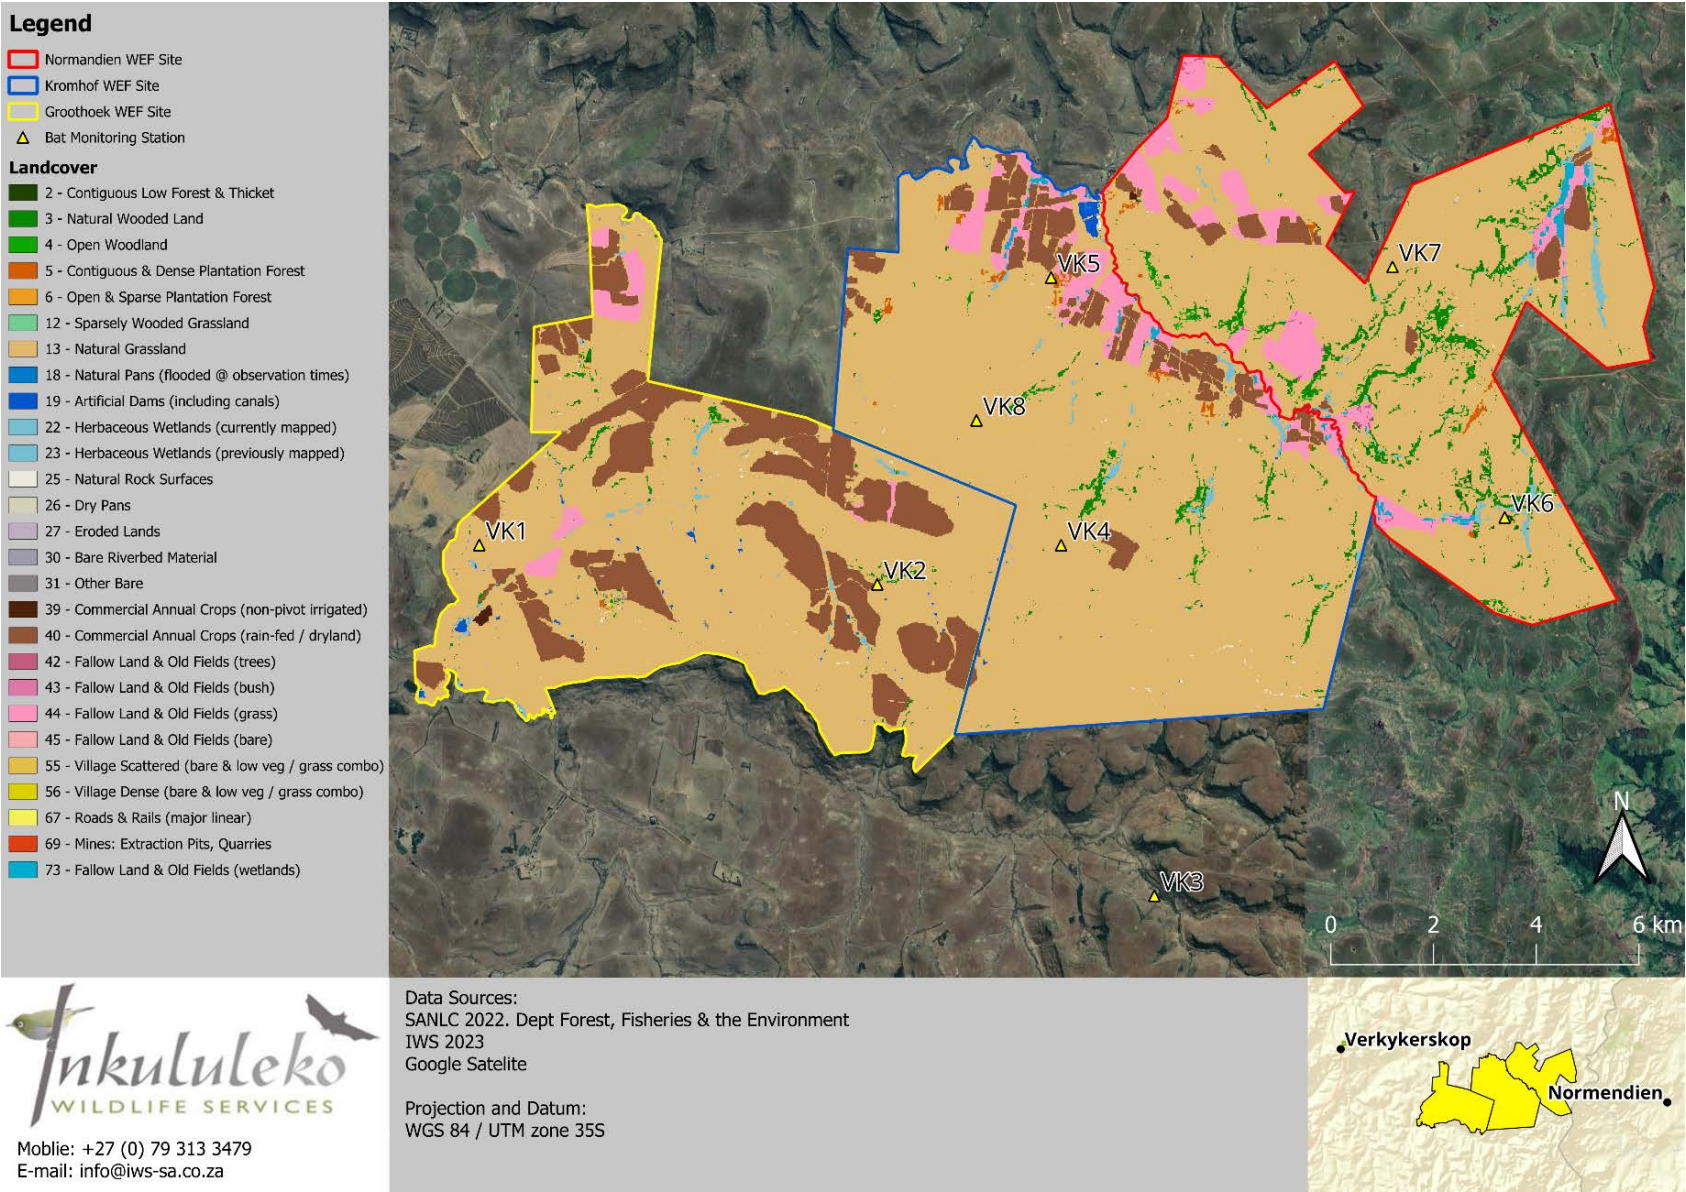 Legend
Normandien WEF Site
Kromhof WEF Site
Groothoek WEF Site
Bat Monitoring Station
Landcover
2 - Contiguous Low Forest & Thicket
3 - Natural Wooded Land
4 - Open Woodland
5 - Contiguous & Dense Plantation Forest
6 - Open & Sparse Plantation Forest
12 - Sparsely Wooded Grassland
13 - Natural Grassland
18 - Natural Pans (flooded @ observation times)
19 - Artificial Dams (including canals)
22 - Herbaceous Wetlands (currently mapped)
23 - Herbaceous Wetlands (previously mapped)
25 - Natural Rock Surfaces
26 - Dry Pans
27 - Eroded Lands
30 - Bare Riverbed Material
31 - Other Bare
39 - Commercial Annual Crops (non-pivot irrigated)
40 - Commercial Annual Crops (rain-fed / dryland)
42 - Fallow Land & Old Fields (trees)
43 - Fallow Land & Old Fields (bush)
44 - Fallow Land & Old Fields (grass)
45 - Fallow Land & Old Fields (bare)
55 - Village Scattered (bare & low veg / grass combo)
56 - Village Dense (bare & low veg / grass combo)
67 - Roads & Rails (major linear)
69 - Mines: Extraction Pits, Quarries
73 - Fallow Land & Old Fields (wetlands)
VK7
VK5
VK8
VK6
VK1
VK4
VK2
VK3
N
0 2 4 6 km
Inkululeko
WILDLIFE SERVICES
Moblie: +27 (0) 79 313 3479
E-mail: info@iws-sa.co.za
Data Sources:
SANLC 2022. Dept Forest, Fisheries & the Environment
IWS 2023
Google Satelite
Projection and Datum:
WGS 84 / UTM zone 35S
Verkykerskop
Normendien